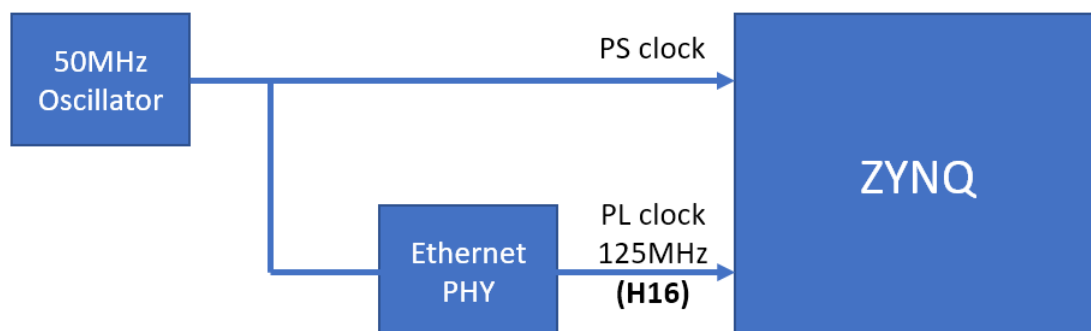 50MHz
Oscillator
PS clock
ZYNQ
Ethernet
PHY
PL clock
125MHz
(H16)